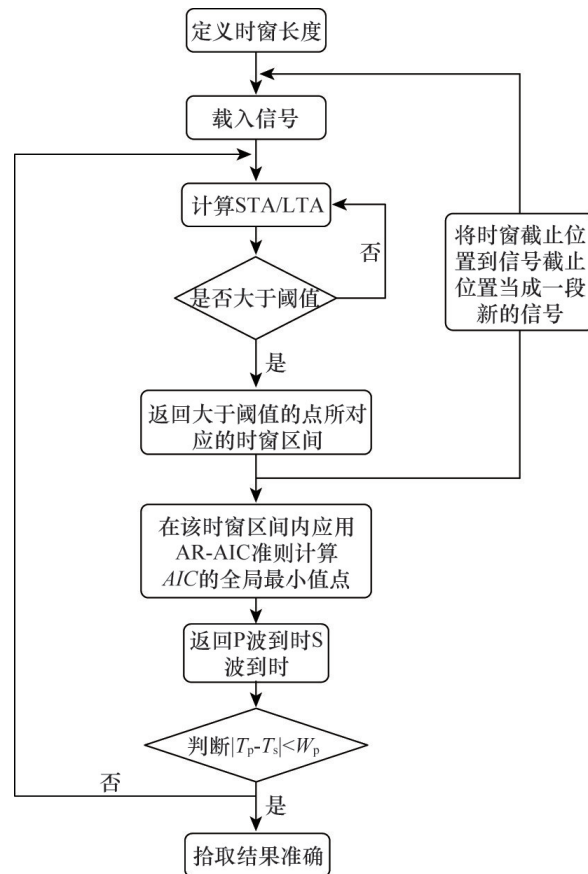 定义时窗长度
载入信号
计算STA/LTA
否
是否大于阈值
是
将时窗截止位
置到信号截止
位置当成一段
新的信号
返回大于阈值的点所对
应的时窗区间
在该时窗区间内应用
AR-AIC准则计算
AIC的全局最小值点
返回P波到时S
波到时
判断|Tp-Ts|<Wp
否
是
拾取结果准确